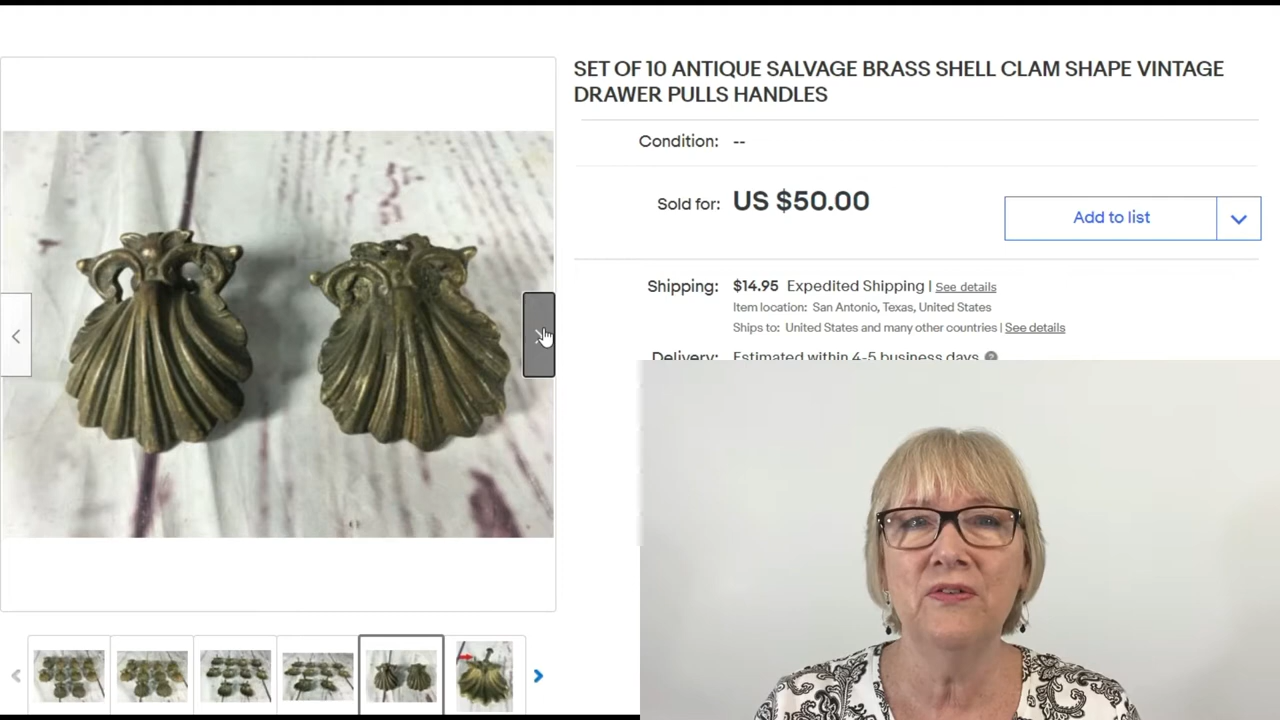 SET OF 10 ANTIQUE SALVAGE BRASS SHELL CLAM SHAPE VINTAGE
DRAWER PULLS HANDLES
Condition: --
Sold for: US $50.00
Add to list
Shipping: $14.95 Expedited Shipping | See details
Item location: San Antonio, Texas, United States
Ships to: United States and many other countries | See details
Delivery: Estimated within 4-5 business days ?